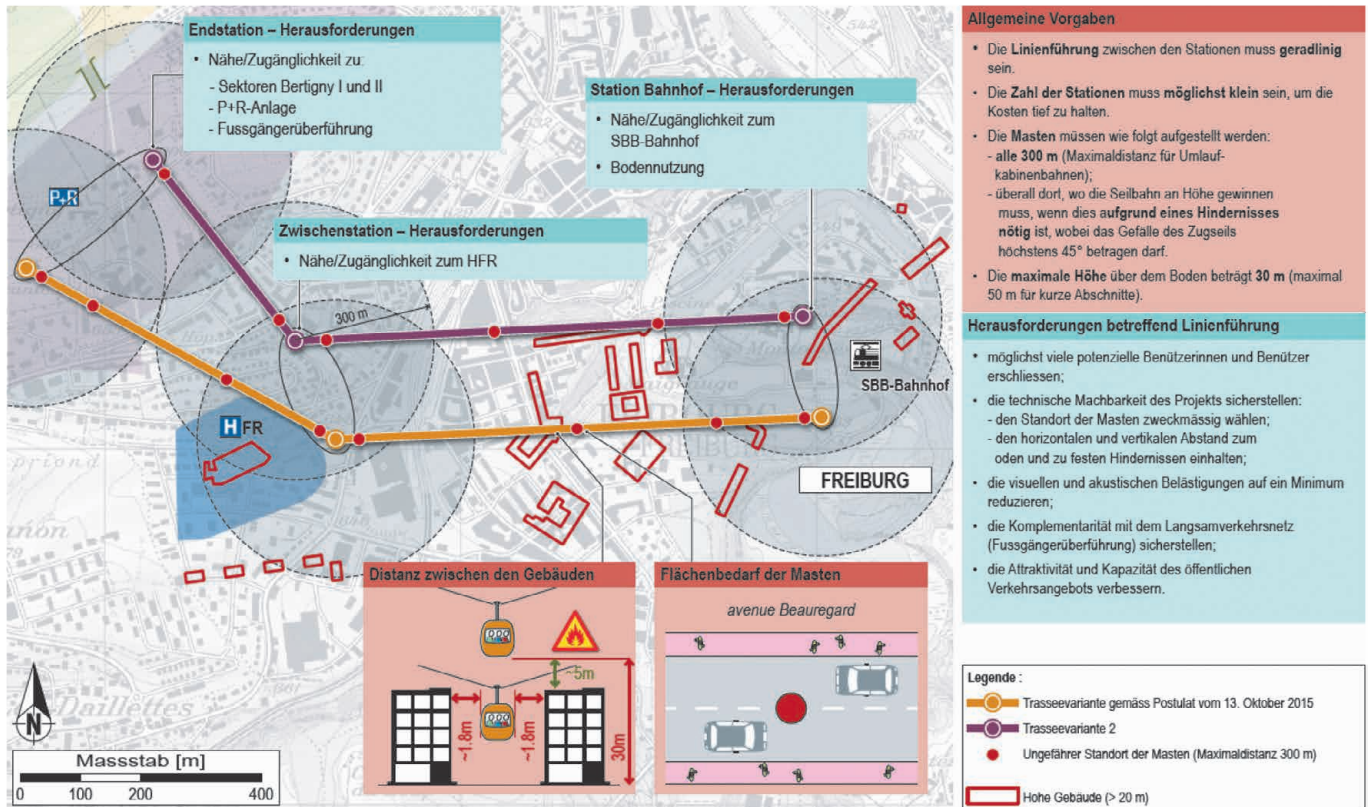 Endstation – Herausforderungen
• Nähe/Zugänglichkeit zu:
- Sektoren Bertigny I und II
- P+R-Anlage
- Fussgängerüberführung
Station Bahnhof – Herausforderungen
• Nähe/Zugänglichkeit zum
SBB-Bahnhof
• Bodennutzung
Zwischenstation – Herausforderungen
• Nähe/Zugänglichkeit zum HFR
P+R
300 m
SBB-Bahnhof
H FR
FREIBURG
Distanz zwischen den Gebäuden
~5m
~1.8m
~1.8m
30m
Flächenbedarf der Masten
avenue Beauregard
N
Massstab [m]
0 100 200 400
Allgemeine Vorgaben
• Die Linienführung zwischen den Stationen muss geradlinig
sein.
• Die Zahl der Stationen muss möglichst klein sein, um die
Kosten tief zu halten.
• Die Masten müssen wie folgt aufgestellt werden:
- alle 300 m (Maximaldistanz für Umlauf-
kabinenbahnen);
- überall dort, wo die Seilbahn an Höhe gewinnen
muss, wenn dies aufgrund eines Hindernisses
nötig ist, wobei das Gefälle des Zugseils
höchstens 45° betragen darf.
• Die maximale Höhe über dem Boden beträgt 30 m (maximal
50 m für kurze Abschnitte).
Herausforderungen betreffend Linienführung
• möglichst viele potenzielle Benützerinnen und Benützer
erschliessen;
• die technische Machbarkeit des Projekts sicherstellen:
- den Standort der Masten zweckmässig wählen;
- den horizontalen und vertikalen Abstand zum
oden und zu festen Hindernissen einhalten;
• die visuellen und akustischen Belästigungen auf ein Minimum
reduzieren;
• die Komplementarität mit dem Langsamverkehrsnetz
(Fussgängerüberführung) sicherstellen;
• die Attraktivität und Kapazität des öffentlichen
Verkehrsangebots verbessern.
Legende :
Trasseevariante gemäss Postulat vom 13. Oktober 2015
Trasseevariante 2
Ungefährer Standort der Masten (Maximaldistanz 300 m)
Hohe Gebäude (> 20 m)